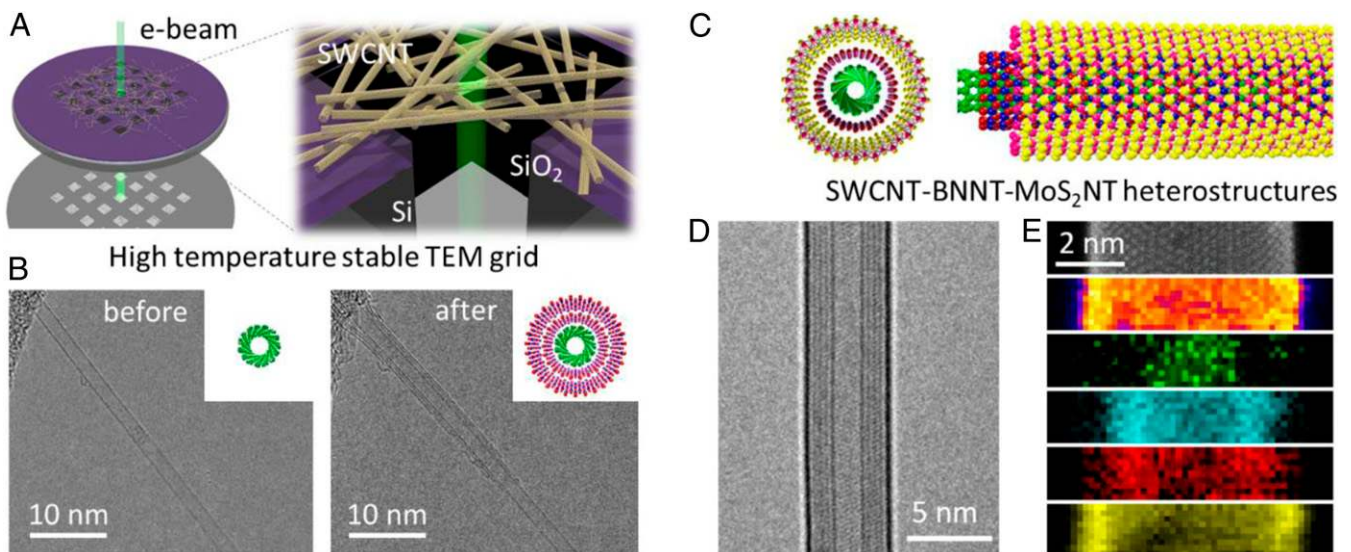 A
e-beam
SWCNT
SiO₂
Si
High temperature stable TEM grid
B
before
after
10 nm
10 nm
C
SWCNT-BNNT-MoS₂NT heterostructures
D
5 nm
E
2 nm